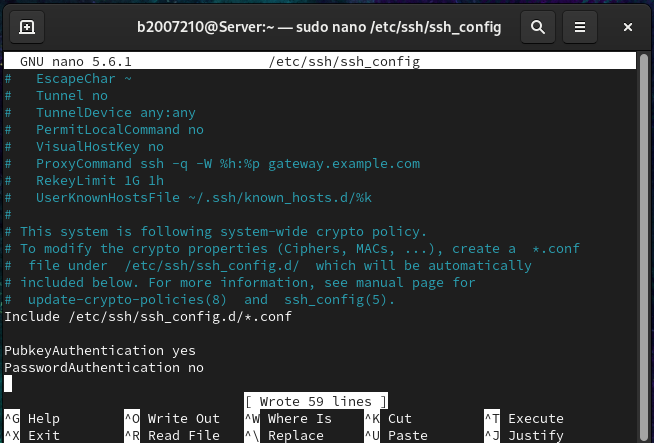 b2007210@Server:~ — sudo nano /etc/ssh/ssh_config
GNU nano 5.6.1 /etc/ssh/ssh_config
#   EscapeChar ~
#   Tunnel no
#   TunnelDevice any:any
#   PermitLocalCommand no
#   VisualHostKey no
#   ProxyCommand ssh -q -W %h:%p gateway.example.com
#   RekeyLimit 1G 1h
#   UserKnownHostsFile ~/.ssh/known_hosts.d/%k
#
# This system is following system-wide crypto policy.
# To modify the crypto properties (Ciphers, MACs, ...), create a  *.conf
#  file under  /etc/ssh/ssh_config.d/  which will be automatically
# included below. For more information, see manual page for
#  update-crypto-policies(8)  and  ssh_config(5).
Include /etc/ssh/ssh_config.d/*.conf
PubkeyAuthentication yes
PasswordAuthentication no
[ Wrote 59 lines ]
^G Help ^O Write Out ^W Where Is ^K Cut ^T Execute
^X Exit ^R Read File ^\ Replace ^U Paste ^J Justify